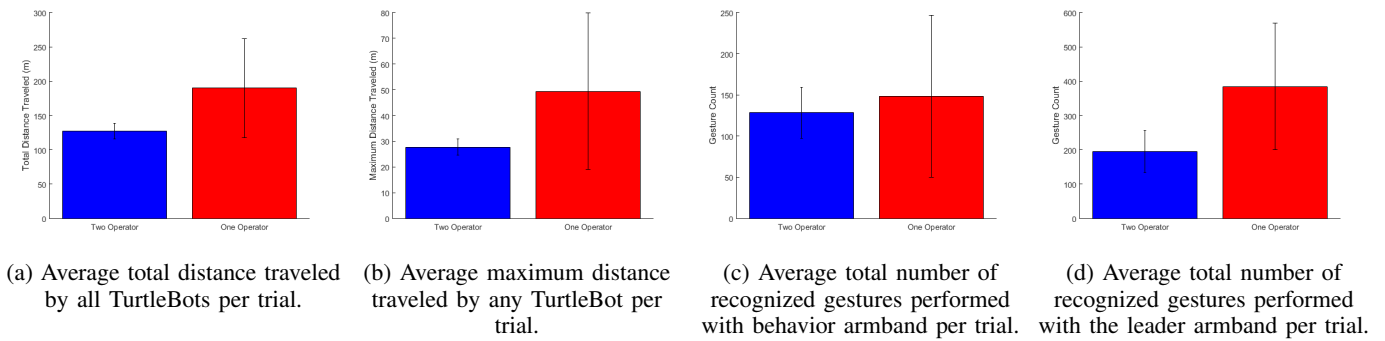 300
250
200
150
100
50
0
Total Distance Traveled (m)
Two Operator
One Operator
80
70
60
50
40
30
20
10
0
Maximum Distance Traveled (m)
Two Operator
One Operator
250
200
150
100
50
0
Gesture Count
Two Operator
One Operator
600
500
400
300
200
100
0
Gesture Count
Two Operator
One Operator
(a) Average total distance traveled
by all TurtleBots per trial.
(b) Average maximum distance
traveled by any TurtleBot per
trial.
(c) Average total number of
recognized gestures performed
with behavior armband per trial.
(d) Average total number of
recognized gestures performed
with the leader armband per trial.